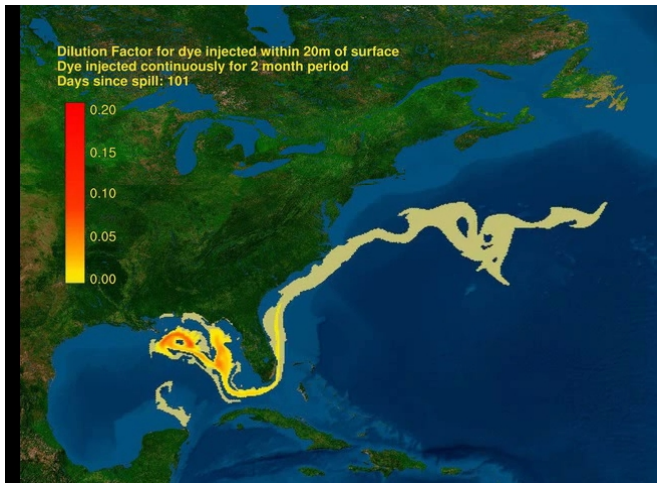 Dilution Factor for dye injected within 20m of surface
Dye injected continuously for 2 month period
Days since spill: 101
0.20
0.15
0.10
0.05
0.00